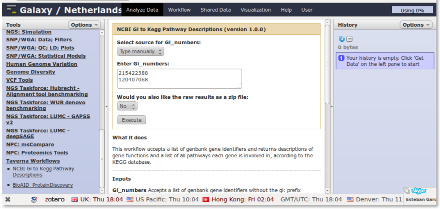 Galaxy / Netherlands
Analyze Data Workflow Shared Data Visualization Help User
Using 0%
Tools
Options
NGS: Simulation
SNP/WGA: Data; Filters
SNP/WGA: QC; LD; Plots
SNP/WGA: Statistical Models
Human Genome Variation
Genome Diversity
VCF Tools
NGS Taskforce: Hubrecht -
Alignment tool benchmarking
NGS Taskforce: WUR denovo
benchmarking
NGS Taskforce: LUMC - GAPSS
v3
NGS Taskforce: LUMC -
deepSAGE
NPC: msCompare
NPC: Proteomics Tools
Taverna Workflows
NCBI GI to Kegg Pathway
Descriptions
BioAID_ProteinDiscovery
NCBI GI to Kegg Pathway Descriptions (version 1.0.0)
Select source for GI_numbers:
Type manually
Enter GI_numbers:
215422388
120407068
Would you also like the raw results as a zip file:
No
Execute
What it does
This workflow accepts a list of genbank gene identifiers and returns descriptions
of gene functions and a list of all pathways each gene is involved in, according to the
KEGG database.
Inputs
GI_numbers Accepts a list of genbank gene identifiers without the gi: prefix
History
Options
0 bytes
Your history is empty. Click 'Get
Data' on the left pane to start
zotero
UK: Thu 18:04
US Pacific: Thu 10:04
Hong Kong: Fri 02:04
GMT/UTC: Thu 18:04
Denver: Thu 11